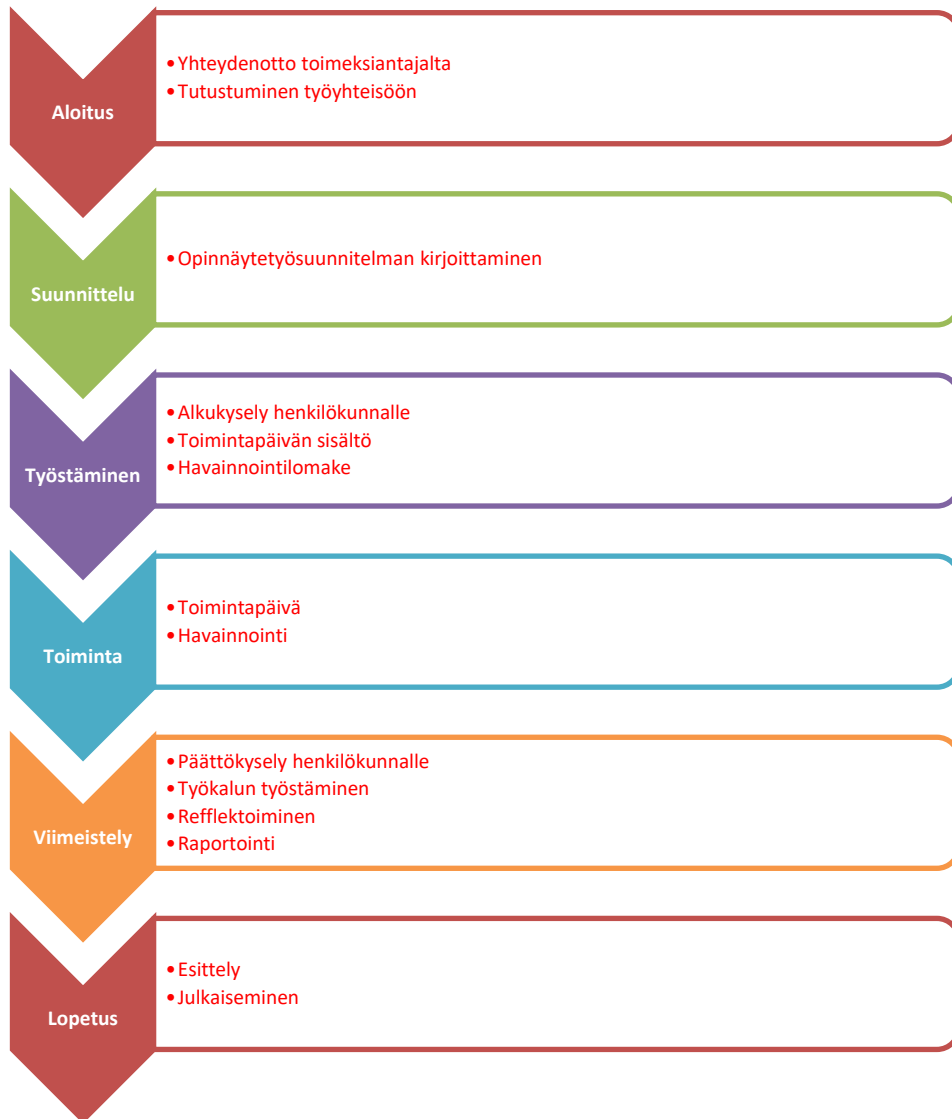 Aloitus
•Yhteydenotto toimeksiantajalta
•Tutustuminen työyhteisöön
Suunnittelu
•Opinnäytetyösuunnitelman kirjoittaminen
Työstäminen
•Alkukysely henkilökunnalle
•Toimintapäivän sisältö
•Havainnointilomake
Toiminta
•Toimintapäivä
•Havainnointi
Viimeistely
•Päättökysely henkilökunnalle
•Työkalun työstäminen
•Refflektoiminen
•Raportointi
Lopetus
•Esittely
•Julkaiseminen